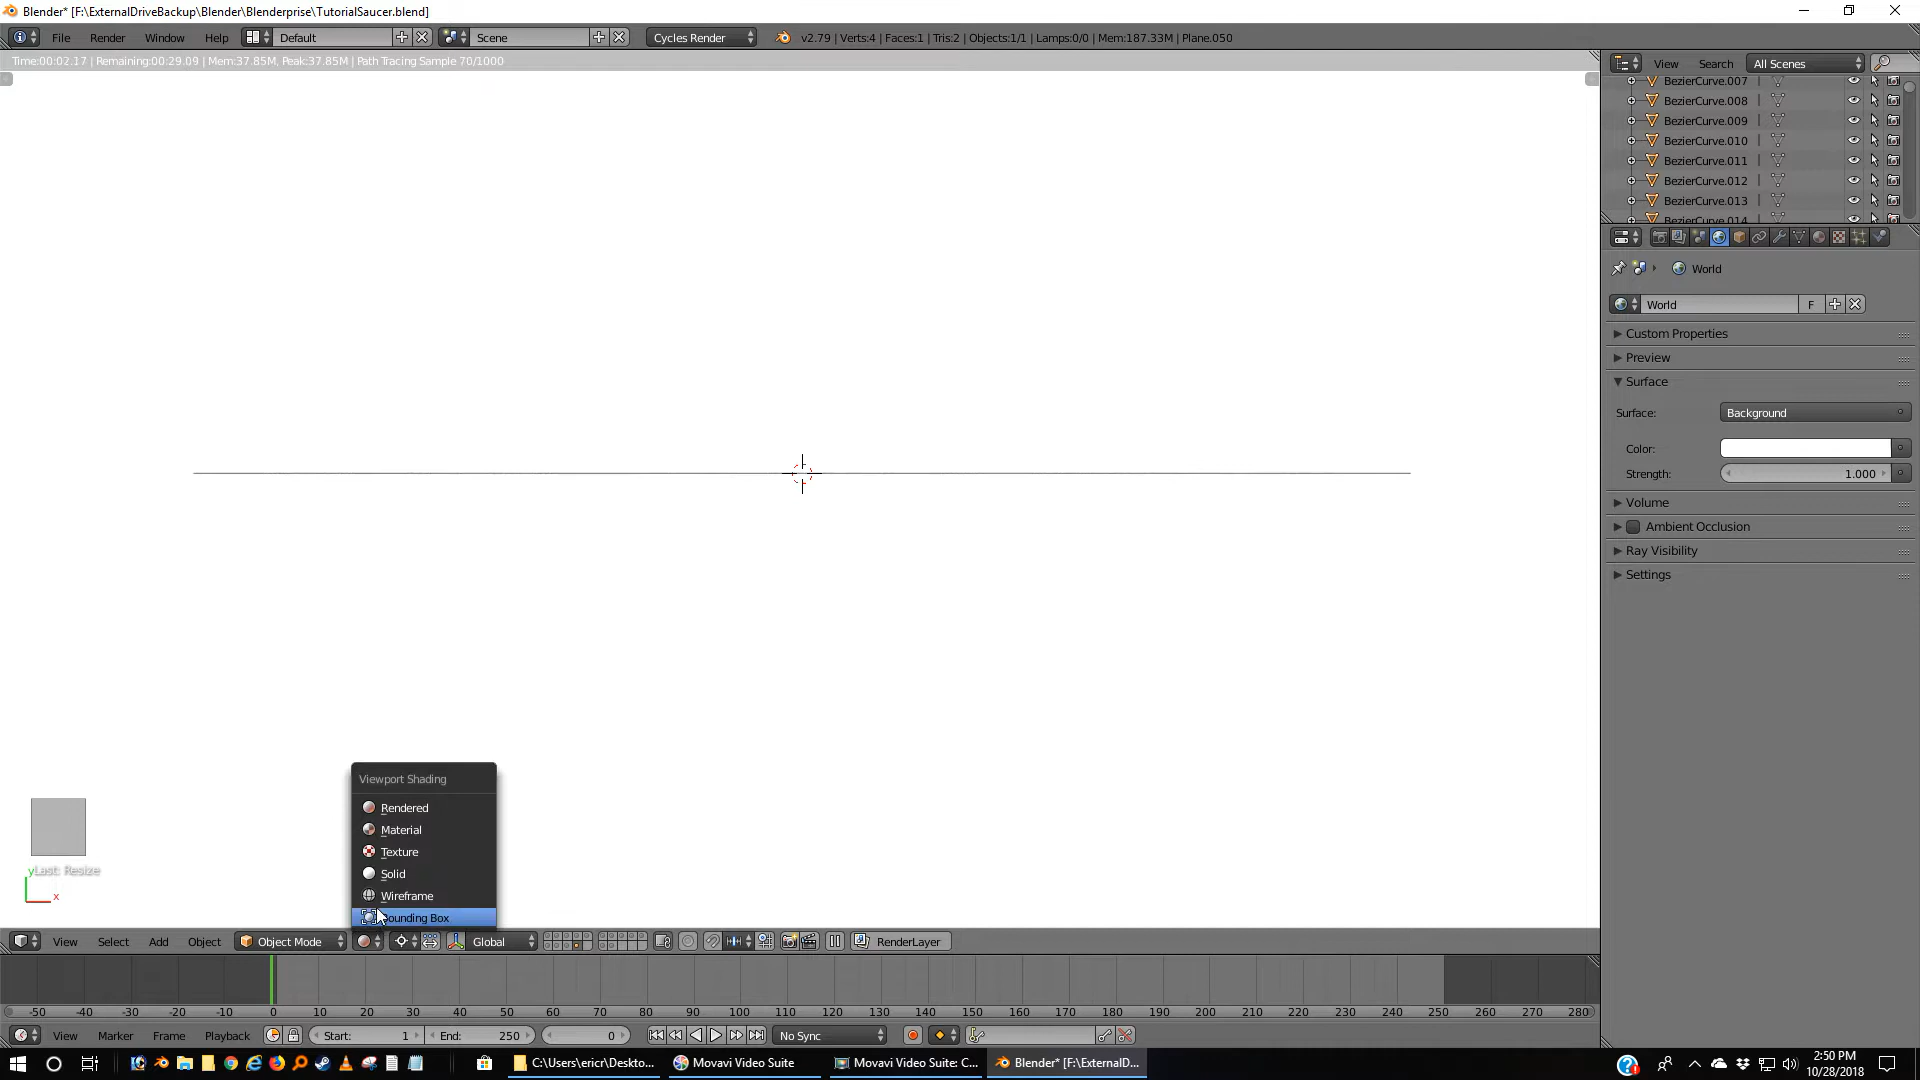 Blender* [F:\ExternalDriveBackup\Blender\Blenderprise\TutorialSaucer.blend]
File Render Window Help Default Scene Cycles Render v2.79 | Verts:4 | Faces:1 | Tris:2 | Objects:1/1 | Lamps:0/0 | Mem:187.33M | Plane.050
Time:00:02.17 | Remaining:00:29.09 | Mem:37.85M, Peak:37.85M | Path Tracing Sample 70/1000
View Search All Scenes
BezierCurve.007
BezierCurve.008
BezierCurve.009
BezierCurve.010
BezierCurve.011
BezierCurve.012
BezierCurve.013
BezierCurve.014
World
World F
Custom Properties
Preview
Surface
Surface: Background
Color:
Strength: 1.000
Volume
Ambient Occlusion
Ray Visibility
Settings
Viewport Shading
Rendered
Material
Texture
Solid
Wireframe
Bounding Box
Last: Resize
y
x
View Select Add Object Object Mode Global RenderLayer
-50 -40 -30 -20 -10 0 10 20 30 40 50 60 70 80 90 100 110 120 130 140 150 160 170 180 190 200 210 220 230 240 250 260 270 280
View Marker Frame Playback Start: 1 End: 250 0 No Sync
C:\Users\ericr\Deskto... Movavi Video Suite Movavi Video Suite: C... Blender* [F:\ExternalD...
2:50 PM
10/28/2018